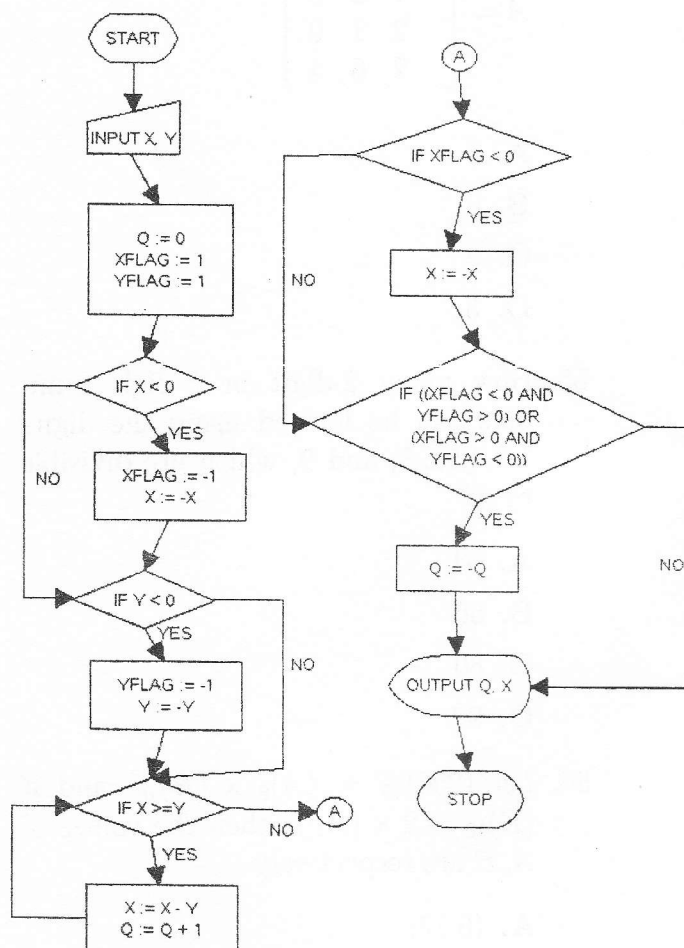 START
INPUT X, Y
Q := 0
XFLAG := 1
YFLAG := 1
IF X < 0
YES
NO
XFLAG := -1
X := -X
IF Y < 0
YES
NO
YFLAG := -1
Y := -Y
IF X >=Y
NO
A
YES
X := X - Y
Q := Q + 1
A
IF XFLAG < 0
YES
NO
X := -X
IF ((XFLAG < 0 AND
YFLAG > 0) OR
(XFLAG > 0 AND
YFLAG < 0))
YES
NO
Q := -Q
OUTPUT Q, X
STOP